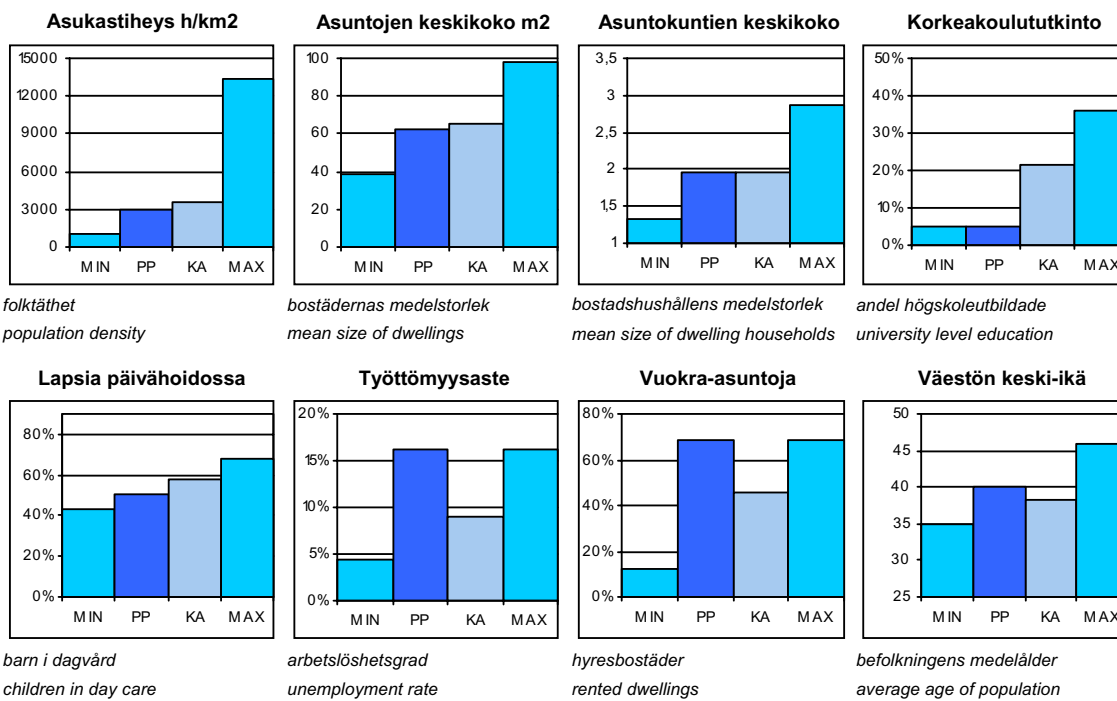 Asukastiheys h/km2
15000
12000
9000
6000
3000
0
MIN PP KA MAX
folktäthet
population density
Asuntojen keskikoko m2
100
80
60
40
20
0
MIN PP KA MAX
bostädernas medelstorlek
mean size of dwellings
Asuntokuntien keskikoko
3,5
3
2,5
2
1,5
1
MIN PP KA MAX
bostadshushållens medelstorlek
mean size of dwelling households
Korkeakoulututkinto
50%
40%
30%
20%
10%
0%
MIN PP KA MAX
andel högskoleutbildade
university level education
Lapsia päivähoidossa
80%
60%
40%
20%
0%
MIN PP KA MAX
barn i dagvård
children in day care
Työttömyysaste
20%
15%
10%
5%
0%
MIN PP KA MAX
arbetslöshetsgrad
unemployment rate
Vuokra-asuntoja
80%
60%
40%
20%
0%
MIN PP KA MAX
hyresbostäder
rented dwellings
Väestön keski-ikä
50
45
40
35
30
25
MIN PP KA MAX
befolkningens medelålder
average age of population